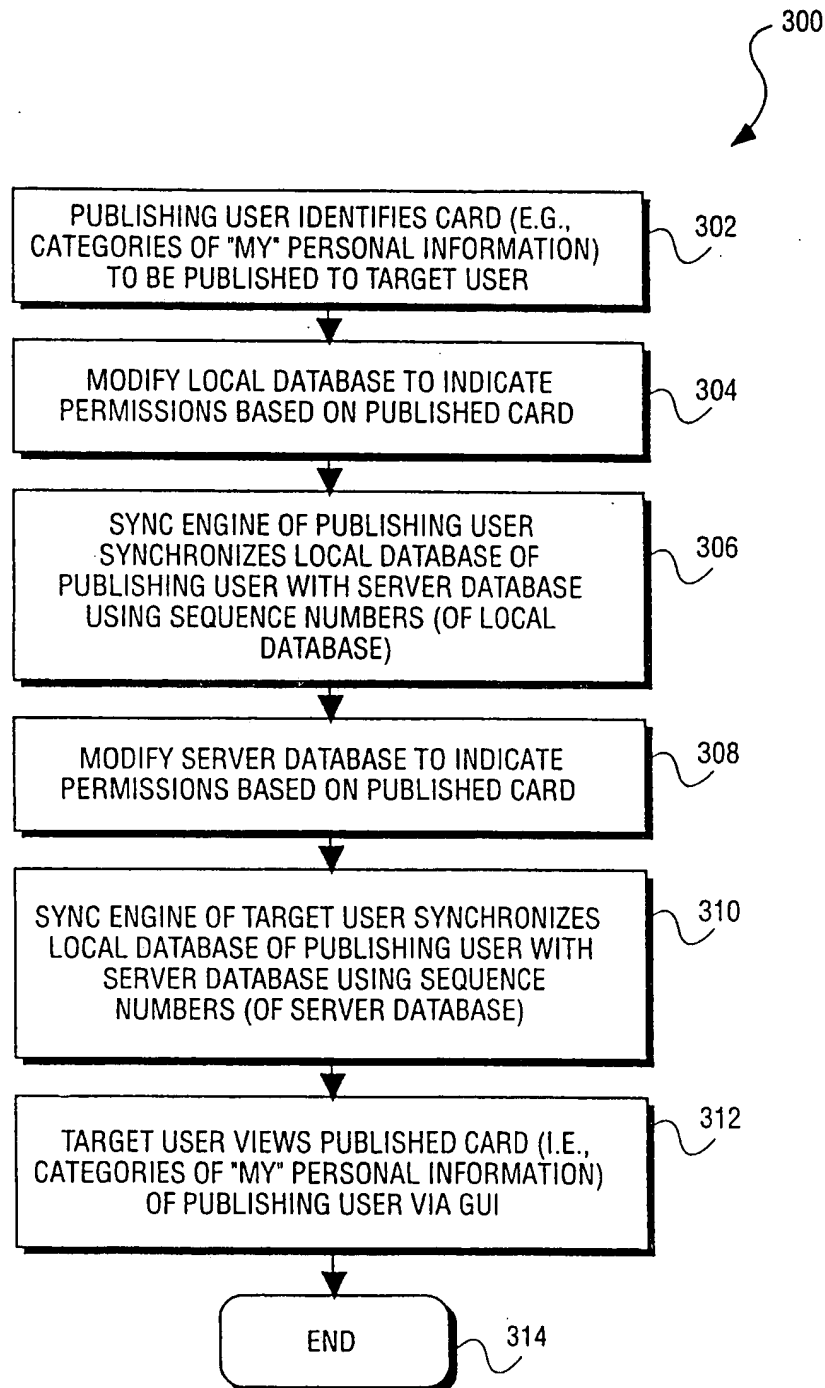 300
PUBLISHING USER IDENTIFIES CARD (E.G.,
CATEGORIES OF "MY" PERSONAL INFORMATION)
TO BE PUBLISHED TO TARGET USER
302
MODIFY LOCAL DATABASE TO INDICATE
PERMISSIONS BASED ON PUBLISHED CARD
304
SYNC ENGINE OF PUBLISHING USER
SYNCHRONIZES LOCAL DATABASE OF
PUBLISHING USER WITH SERVER DATABASE
USING SEQUENCE NUMBERS (OF LOCAL
DATABASE)
306
MODIFY SERVER DATABASE TO INDICATE
PERMISSIONS BASED ON PUBLISHED CARD
308
SYNC ENGINE OF TARGET USER SYNCHRONIZES
LOCAL DATABASE OF PUBLISHING USER WITH
SERVER DATABASE USING SEQUENCE
NUMBERS (OF SERVER DATABASE)
310
TARGET USER VIEWS PUBLISHED CARD (I.E.,
CATEGORIES OF "MY" PERSONAL INFORMATION)
OF PUBLISHING USER VIA GUI
312
END
314